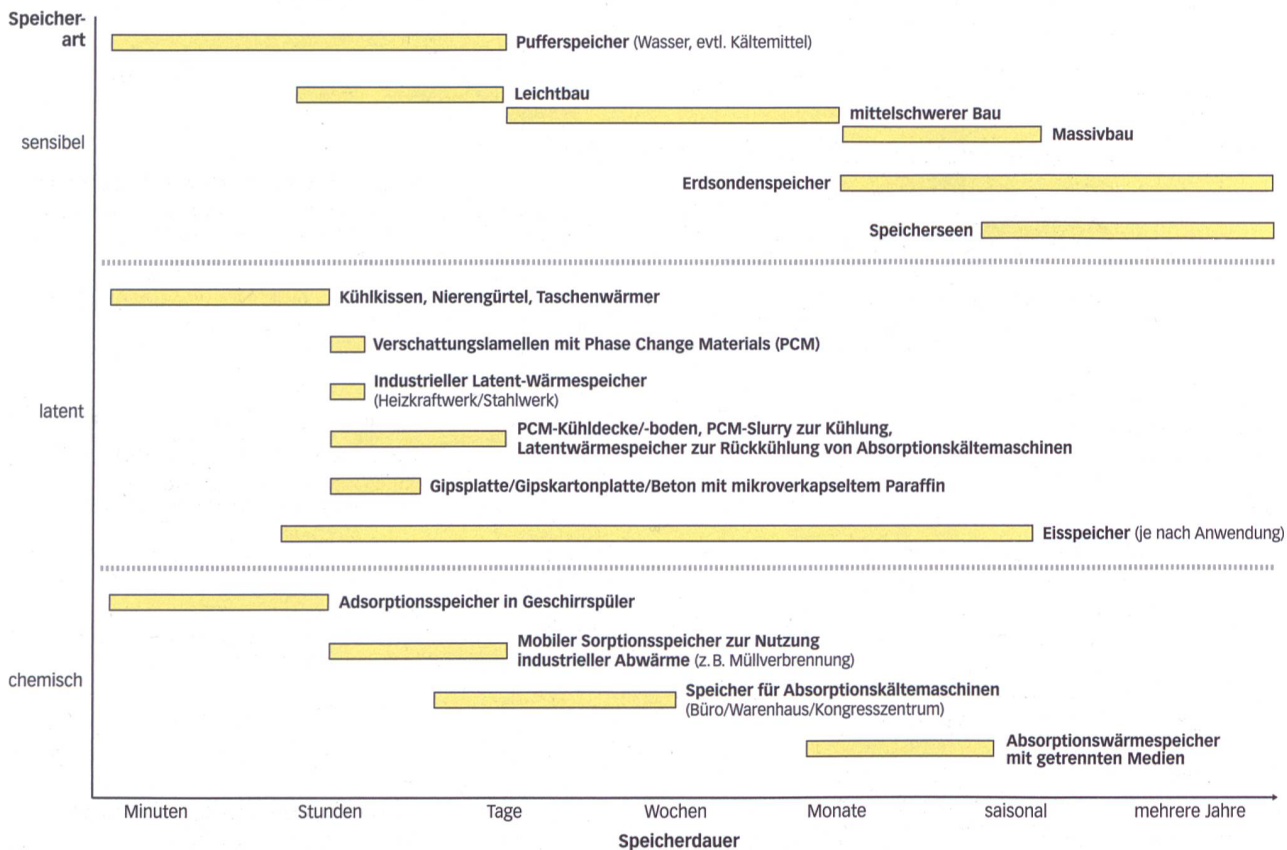 Speicher-
art
Pufferspeicher (Wasser, evtl. Kältemittel)
Leichtbau
mittelschwerer Bau
Massivbau
sensibel
Erdsondenspeicher
Speicherseen
Kühlkissen, Nierengürtel, Taschenwärmer
Verschattungslamellen mit Phase Change Materials (PCM)
Industrieller Latent-Wärmespeicher
(Heizkraftwerk/Stahlwerk)
latent
PCM-Kühldecke/-boden, PCM-Slurry zur Kühlung,
Latentwärmespeicher zur Rückkühlung von Absorptionskältemaschinen
Gipsplatte/Gipskartonplatte/Beton mit mikroverkapseltem Paraffin
Eisspeicher (je nach Anwendung)
Adsorptionsspeicher in Geschirrspüler
Mobiler Sorptionsspeicher zur Nutzung
industrieller Abwärme (z.B. Müllverbrennung)
chemisch
Speicher für Absorptionskältemaschinen
(Büro/Warenhaus/Kongresszentrum)
Absorptionswärmespeicher
mit getrennten Medien
Minuten Stunden Tage Wochen Monate saisonal mehrere Jahre
Speicherdauer